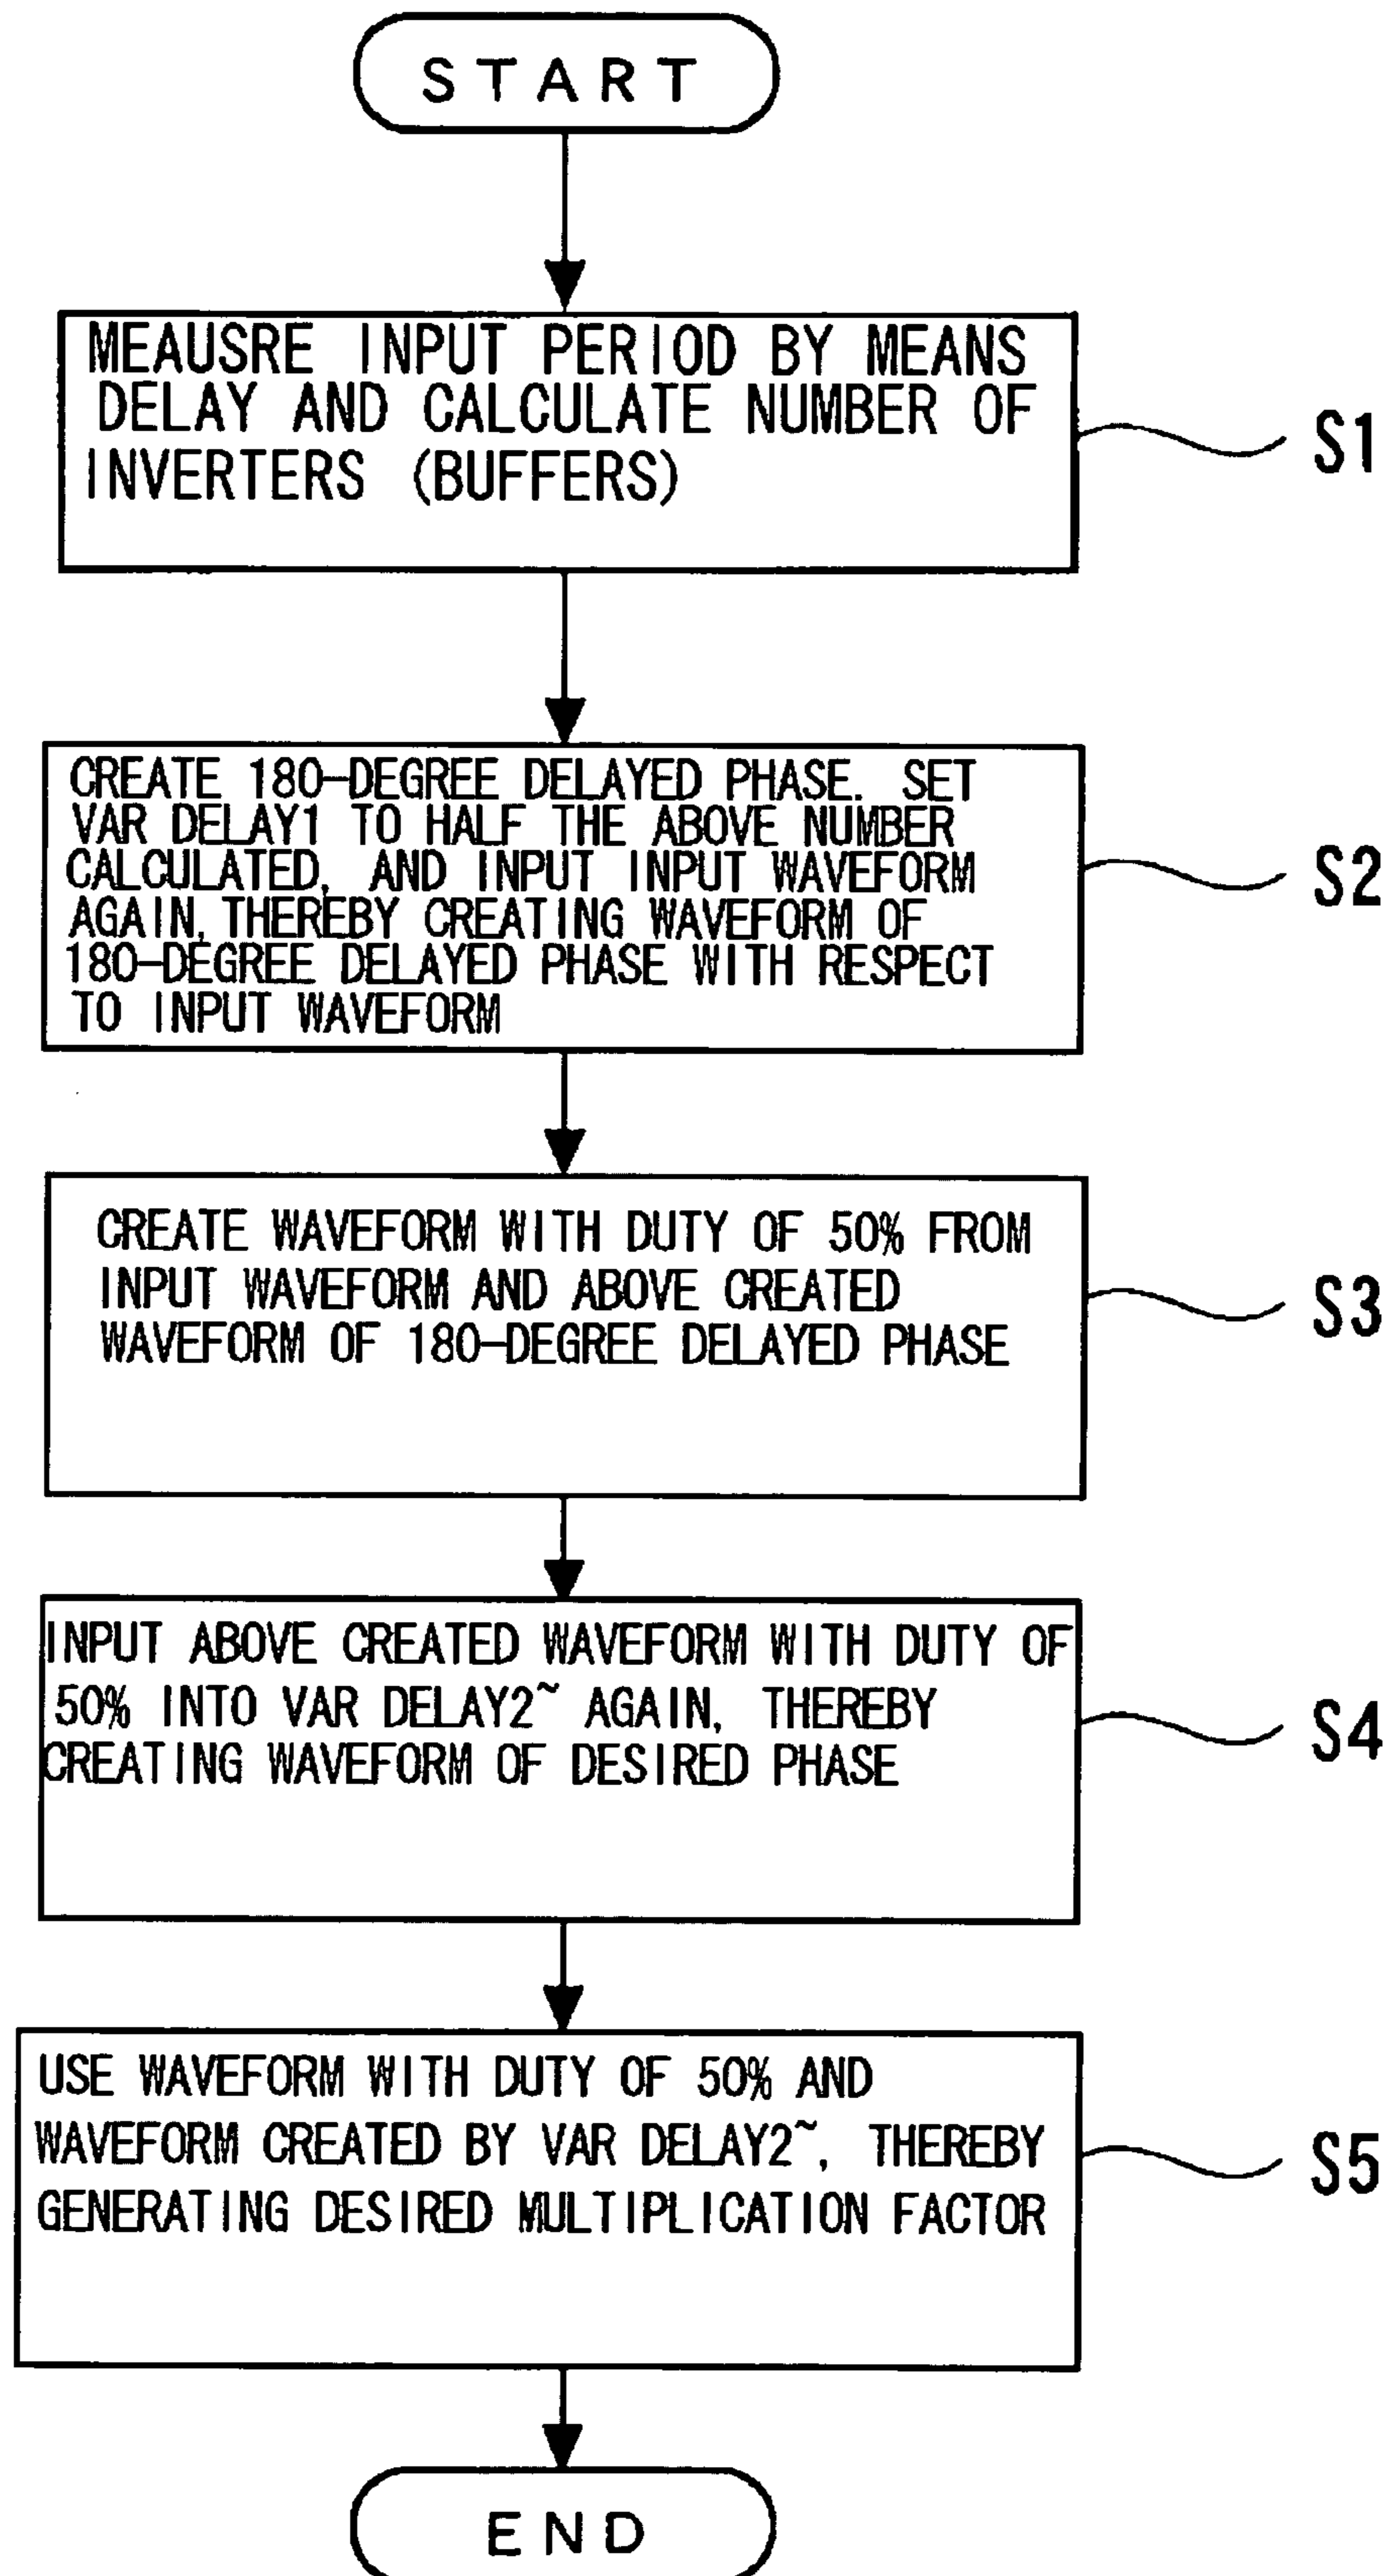 START
MEAUSRE INPUT PERIOD BY MEANS
DELAY AND CALCULATE NUMBER OF
INVERTERS (BUFFERS)
S1
CREATE 180-DEGREE DELAYED PHASE. SET
VAR DELAY1 TO HALF THE ABOVE NUMBER
CALCULATED, AND INPUT INPUT WAVEFORM
AGAIN, THEREBY CREATING WAVEFORM OF
180-DEGREE DELAYED PHASE WITH RESPECT
TO INPUT WAVEFORM
S2
CREATE WAVEFORM WITH DUTY OF 50% FROM
INPUT WAVEFORM AND ABOVE CREATED
WAVEFORM OF 180-DEGREE DELAYED PHASE
S3
INPUT ABOVE CREATED WAVEFORM WITH DUTY OF
50% INTO VAR DELAY2~ AGAIN, THEREBY
CREATING WAVEFORM OF DESIRED PHASE
S4
USE WAVEFORM WITH DUTY OF 50% AND
WAVEFORM CREATED BY VAR DELAY2~, THEREBY
GENERATING DESIRED MULTIPLICATION FACTOR
S5
END